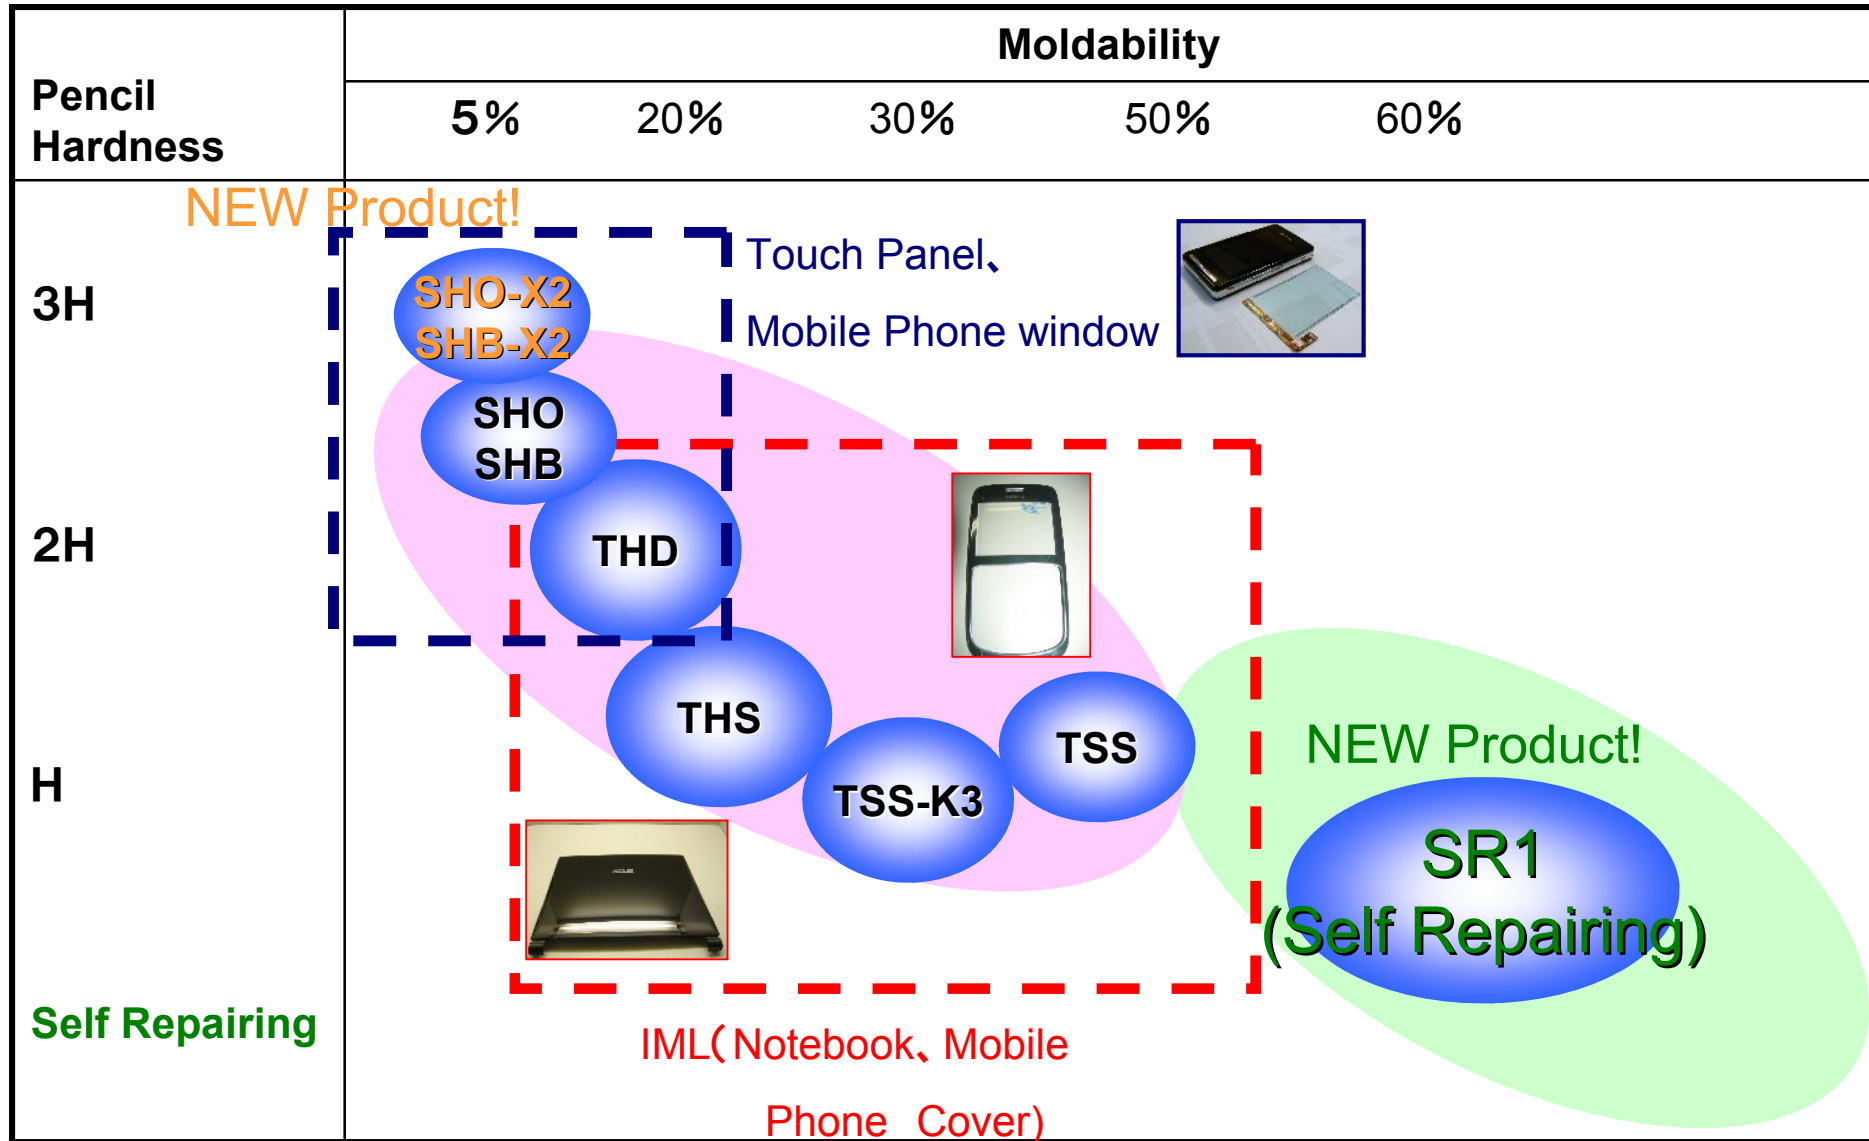 Moldability
Pencil
Hardness
5% 20% 30% 50% 60%
NEW Product!
3H
SHO-X2
SHB-X2
Touch Panel、
Mobile Phone window
SHO
SHB
2H
THD
THS
TSS
NEW Product!
H
TSS-K3
SR1
(Self Repairing)
ASUS
Self Repairing
IML(Notebook、Mobile
Phone Cover)